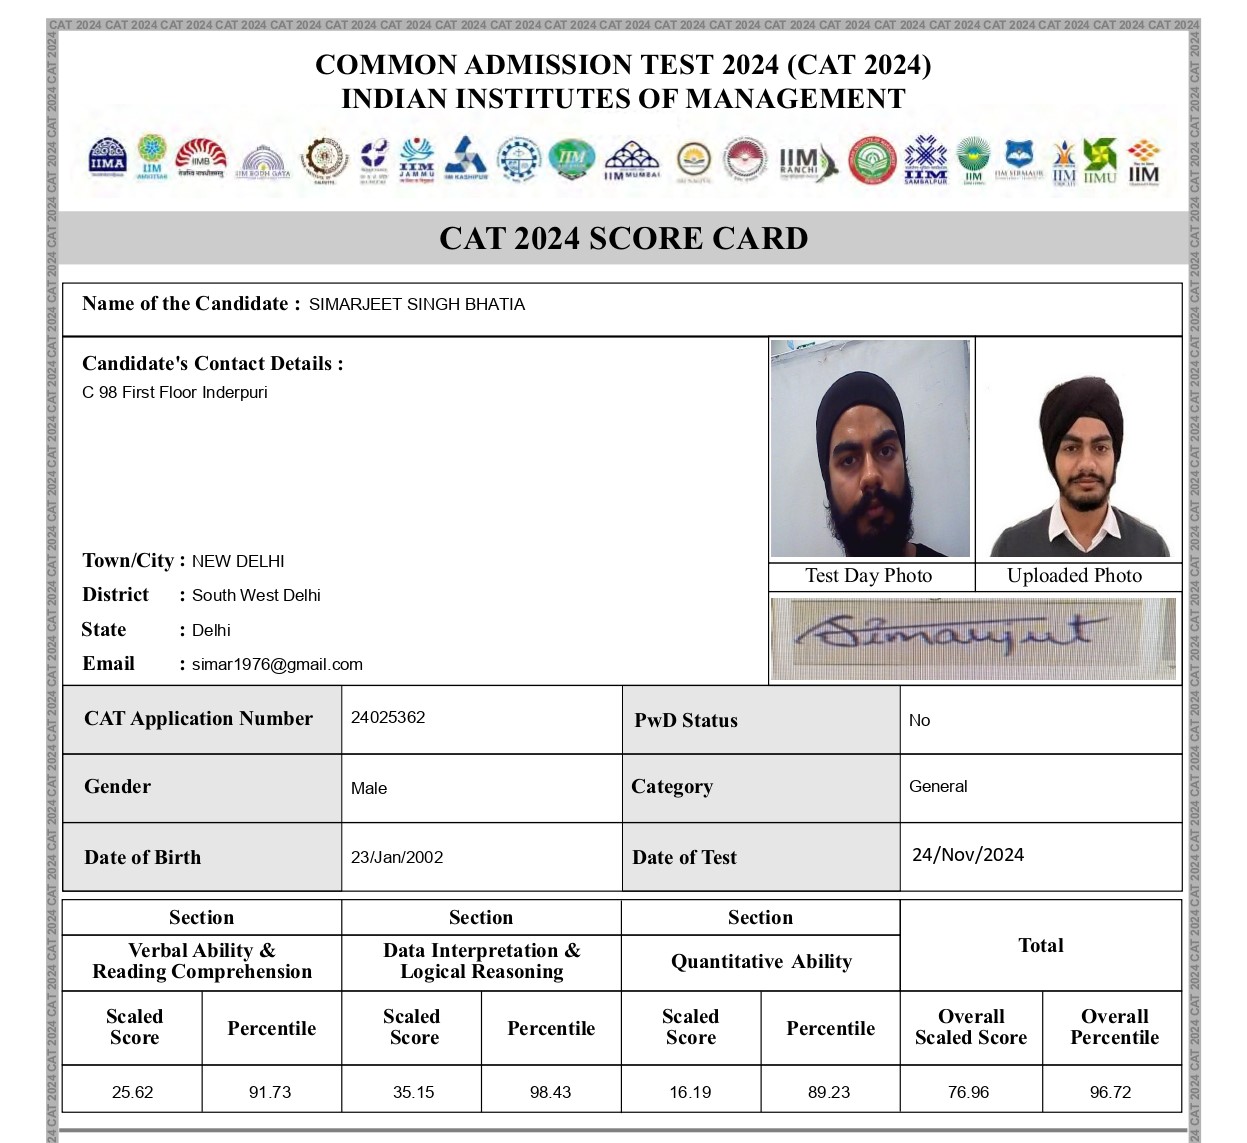 CAT 2024 CAT 2024 CAT 2024 CAT 2024 CAT 2024 CAT 2024 CAT 2024 CAT 2024 CAT 2024 CAT 2024 CAT 2024 CAT 2024 CAT 2024 CAT 2024 CAT 2024 CAT 2024 CAT 2024 CAT 2024 CAT 2024 CAT 2024 CAT 2024
COMMON ADMISSION TEST 2024 (CAT 2024)
INDIAN INSTITUTES OF MANAGEMENT
IIMA
IIM AMRITSAR
IIMB
IIM BODH GAYA
IIM JAMMU
IIM KASHIPUR
IIM
IIM MUMBAI
IIM RANCHI
IIM SAMBALPUR
IIM
IIM SIRMAUR
IIM
IIMU
IIM
CAT 2024 SCORE CARD
Name of the Candidate : SIMARJEET SINGH BHATIA
Candidate's Contact Details :
C 98 First Floor Inderpuri
Town/City : NEW DELHI
District : South West Delhi
State : Delhi
Email : simar1976@gmail.com
Test Day Photo Uploaded Photo
Simarjeet
CAT Application Number 24025362 PwD Status No
Gender Male Category General
Date of Birth 23/Jan/2002 Date of Test 24/Nov/2024
Section Section Section Total
Verbal Ability & Reading Comprehension Data Interpretation & Logical Reasoning Quantitative Ability
Scaled Score Percentile Scaled Score Percentile Scaled Score Percentile Overall Scaled Score Overall Percentile
25.62 91.73 35.15 98.43 16.19 89.23 76.96 96.72